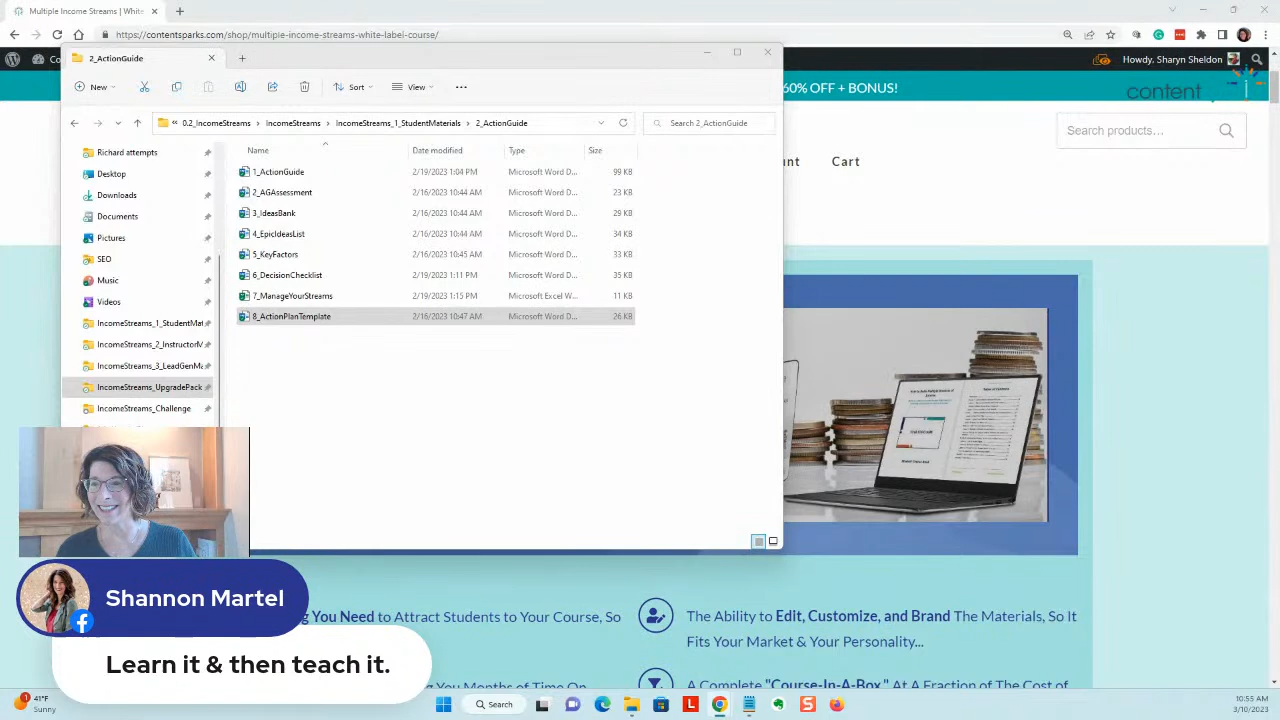 Multiple Income Streams | White
https://contentsparks.com/shop/multiple-income-streams-white-label-course/
Howdy, Sharyn Sheldon
2_ActionGuide
60% OFF + BONUS!
content
New
Sort
View
0.2_IncomeStreams > IncomeStreams > IncomeStreams_1_StudentMaterials > 2_ActionGuide
Search 2_ActionGuide
Search products...
unt
Cart
Name
Date modified
Type
Size
Richard attempts
Desktop
Downloads
Documents
Pictures
SEO
Music
Videos
IncomeStreams_1_StudentMat
IncomeStreams_2_InstructorM
IncomeStreams_3_LeadGenMa
IncomeStreams_UpgradePack
IncomeStreams_Challenge
1_ActionGuide 2/19/2023 1:04 PM Microsoft Word D... 99 KB
2_AGAssessment 2/16/2023 10:44 AM Microsoft Word D... 23 KB
3_IdeasBank 2/16/2023 10:44 AM Microsoft Word D... 29 KB
4_EpicIdeasList 2/16/2023 10:44 AM Microsoft Word D... 34 KB
5_KeyFactors 2/16/2023 10:45 AM Microsoft Word D... 33 KB
6_DecisionChecklist 2/19/2023 1:11 PM Microsoft Word D... 35 KB
7_ManageYourStreams 2/19/2023 1:15 PM Microsoft Excel W... 11 KB
8_ActionPlanTemplate 2/16/2023 10:47 AM Microsoft Word D... 26 KB
Shannon Martel
Learn it & then teach it.
g You Need to Attract Students to Your Course, So
The Ability to Edit, Customize, and Brand The Materials, So It
Fits Your Market & Your Personality...
ng You Months of Time On
A Complete "Course-In-A-Box," At A Fraction Of The Cost of
1
41°F
Sunny
Search
10:55 AM
3/10/2023